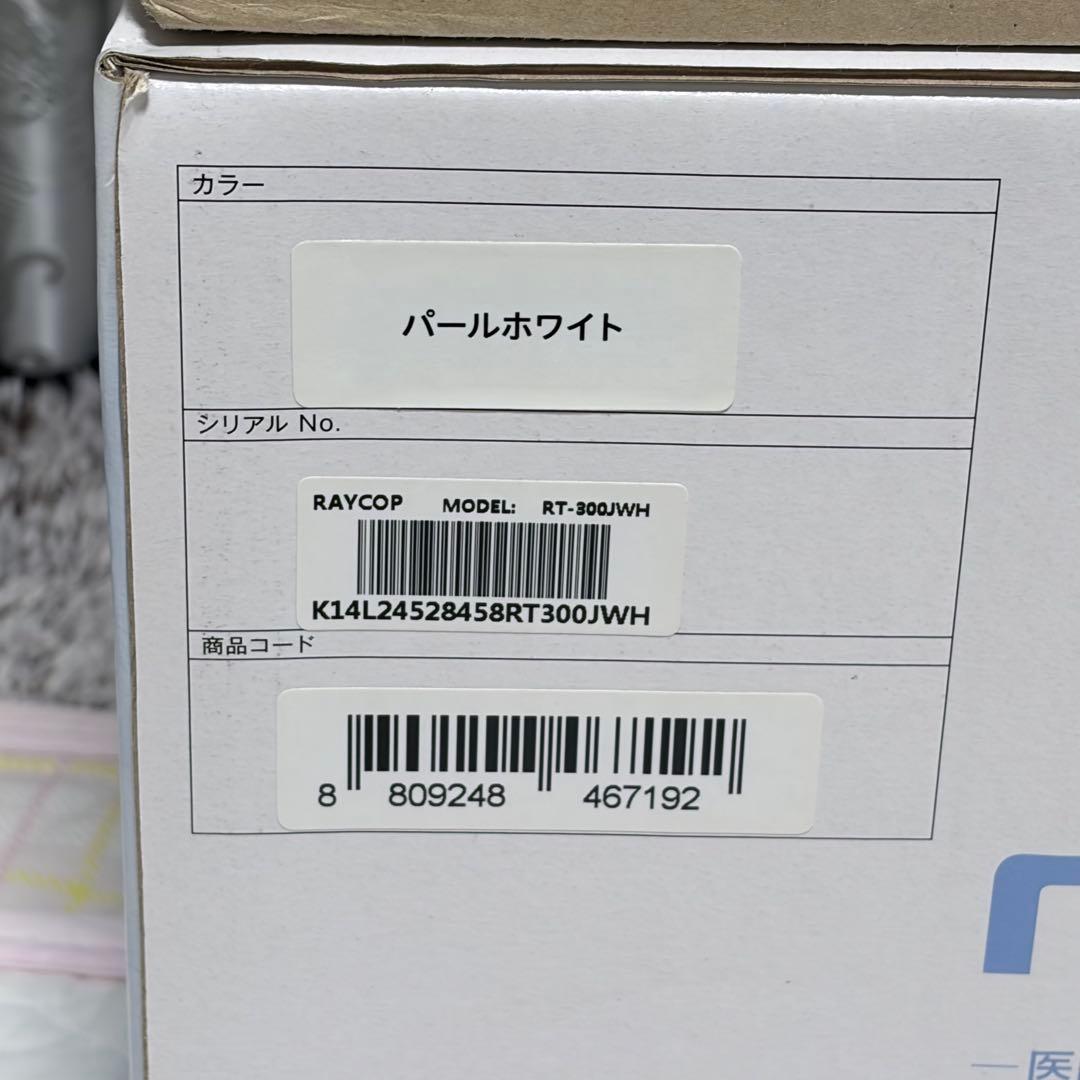 カラー
パールホワイト
シリアル No.
RAYCOP MODEL: RT-300JWH
K14L24528458RT300JWH
商品コード
8 809248 467192
医